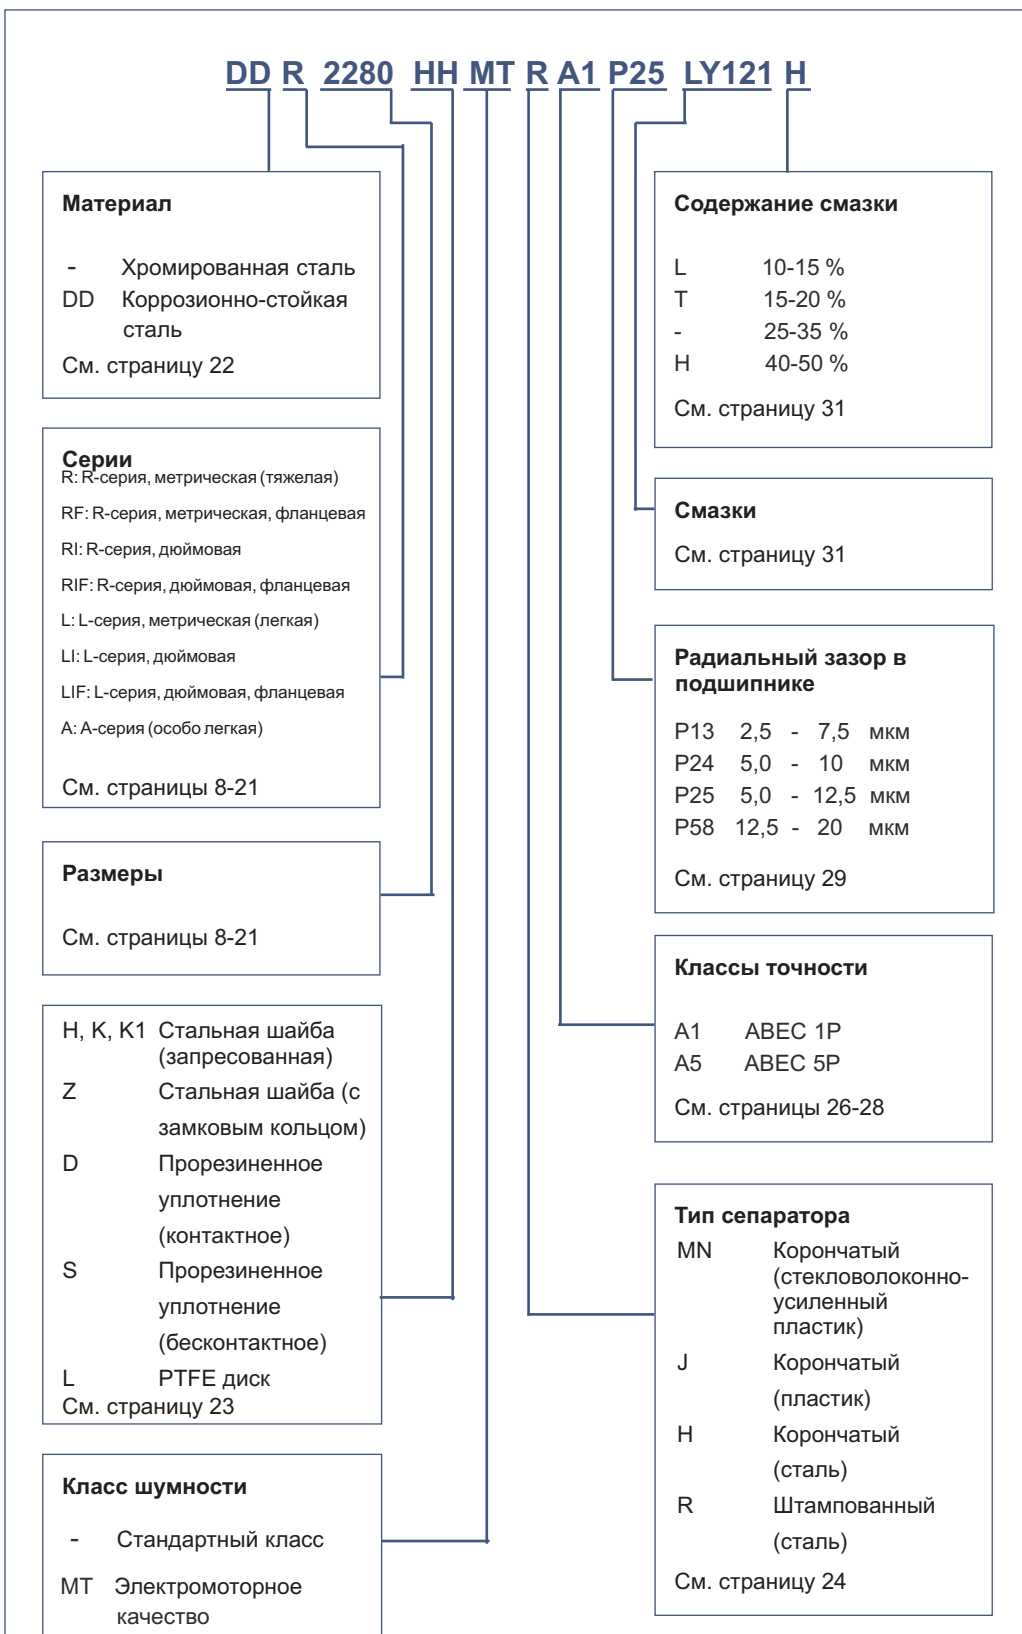 DD R 2280 HH MT R A1 P25 LY121 H
Материал
- Хромированная сталь
DD Коррозионно-стойкая
сталь
См. страницу 22
Серии
R: R-серия, метрическая (тяжелая)
RF: R-серия, метрическая, фланцевая
RI: R-серия, дюймовая
RIF: R-серия, дюймовая, фланцевая
L: L-серия, метрическая (легкая)
LI: L-серия, дюймовая
LIF: L-серия, дюймовая, фланцевая
A: A-серия (особо легкая)
См. страницы 8-21
Размеры
См. страницы 8-21
H, K, K1 Стальная шайба
(запресованная)
Z Стальная шайба (с
замковым кольцом)
D Прорезиненное
уплотнение
(контактное)
S Прорезиненное
уплотнение
(бесконтактное)
L PTFE диск
См. страницу 23
Класс шумности
- Стандартный класс
MT Электромоторное
качество
Содержание смазки
L 10-15 %
T 15-20 %
- 25-35 %
H 40-50 %
См. страницу 31
Смазки
См. страницу 31
Радиальный зазор в
подшипнике
P13 2,5 - 7,5 мкм
P24 5,0 - 10 мкм
P25 5,0 - 12,5 мкм
P58 12,5 - 20 мкм
См. страницу 29
Классы точности
A1 ABEC 1P
A5 ABEC 5P
См. страницы 26-28
Тип сепаратора
MN Корончатый
(стекловолоконно-
усиленный
пластик)
J Корончатый
(пластик)
H Корончатый
(сталь)
R Штампованный
(сталь)
См. страницу 24